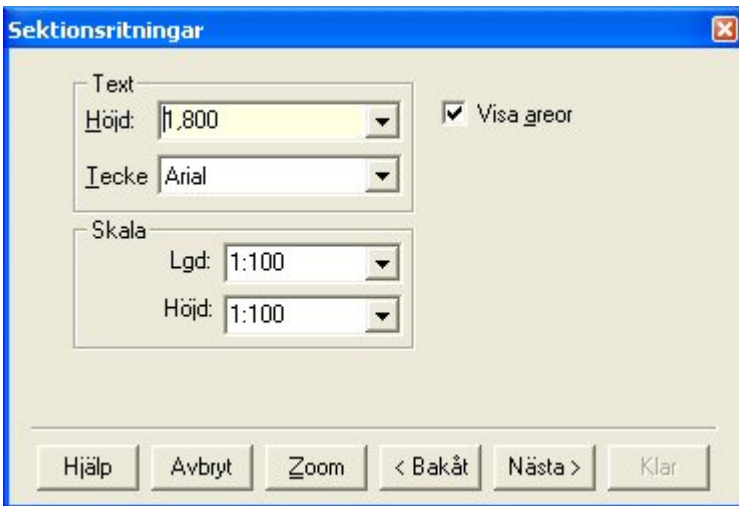 Sektionsritningar
Text
Höjd: 1,800
Visa areor
Tecke Arial
Skala
Lgd: 1:100
Höjd: 1:100
Hjälp Avbryt Zoom < Bakåt Nästa > Klar